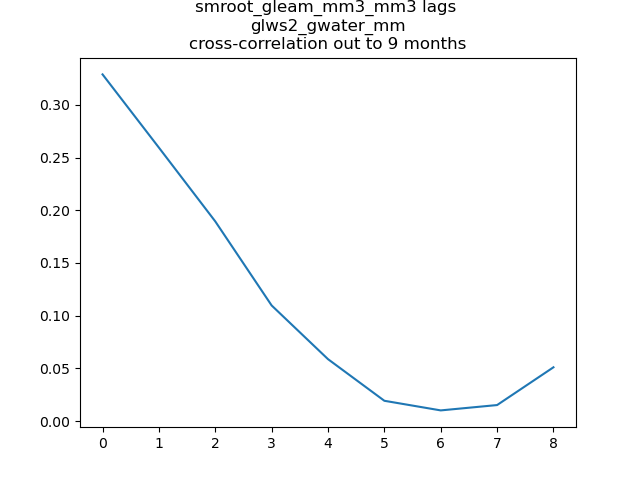 smroot_gleam_mm3_mm3 lags
glws2_gwater_mm
cross-correlation out to 9 months
0.30
0.25
0.20
0.15
0.10
0.05
0.00
0 1 2 3 4 5 6 7 8